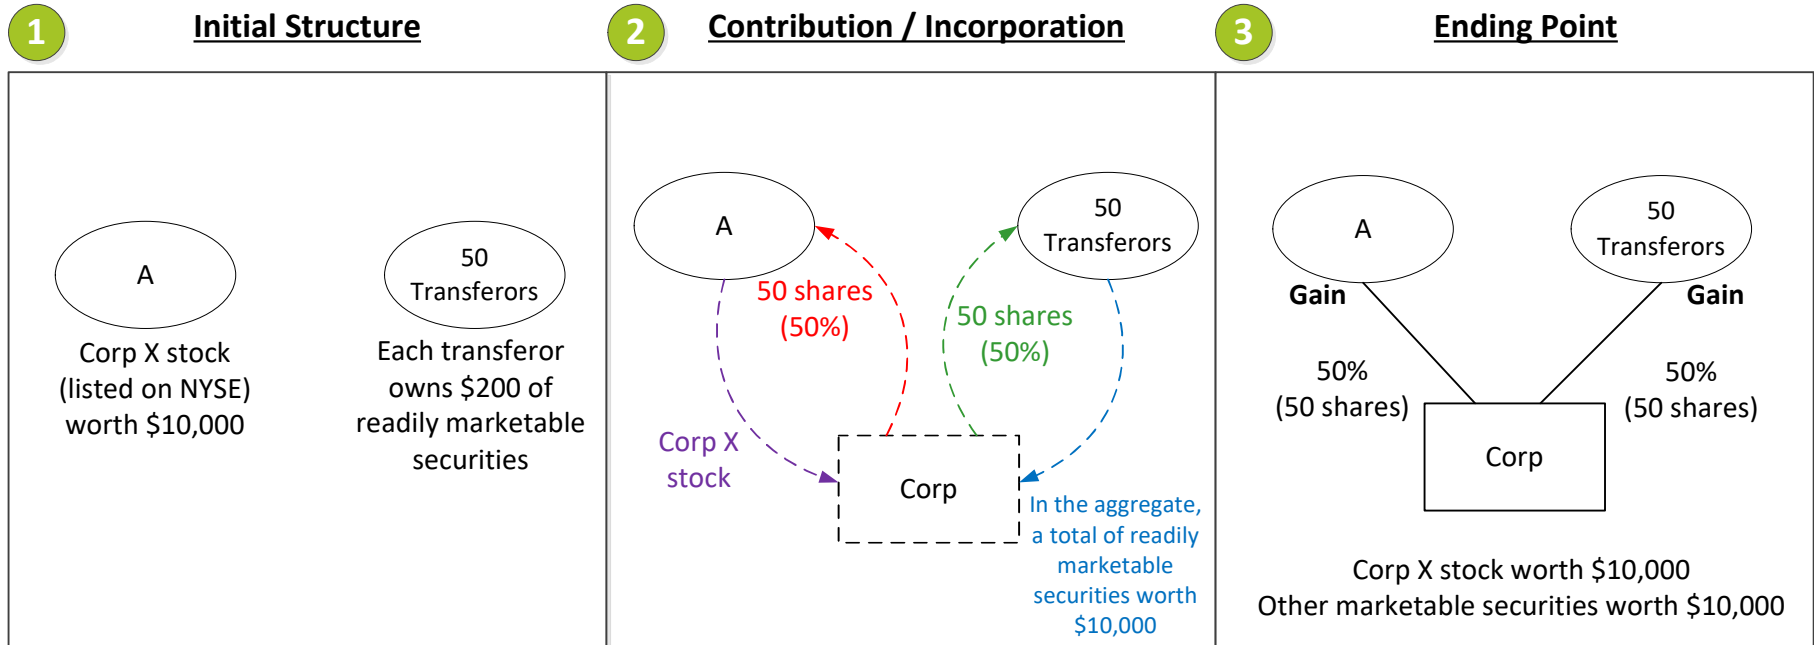 1
Initial Structure
A
50
Transferors
Corp X stock
(listed on NYSE)
worth $10,000
Each transferor
owns $200 of
readily marketable
securities
2
Contribution / Incorporation
A
50
Transferors
50 shares
(50%)
50 shares
(50%)
Corp X
stock
Corp
In the aggregate,
a total of readily
marketable
securities worth
$10,000
3
Ending Point
A
50
Transferors
Gain
Gain
50%
(50 shares)
50%
(50 shares)
Corp
Corp X stock worth $10,000
Other marketable securities worth $10,000